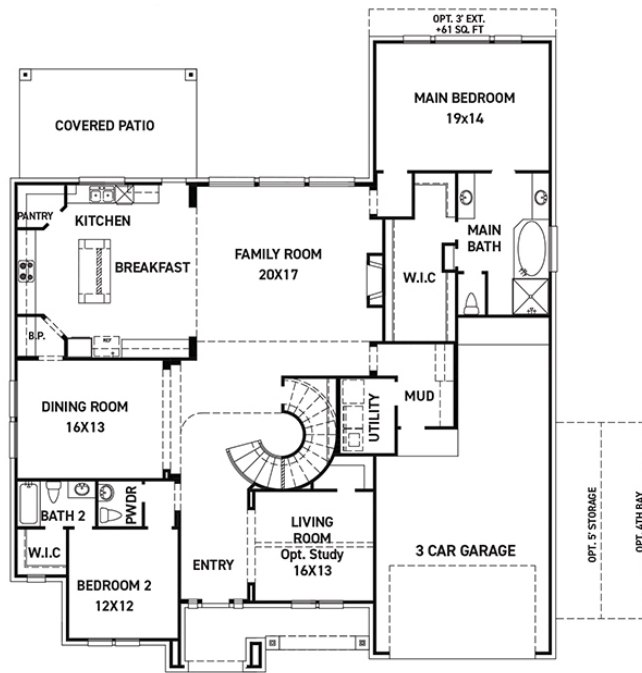 OPT. 3' EXT.
+61 SQ. FT
MAIN BEDROOM
19x14
COVERED PATIO
PANTRY
KITCHEN
BREAKFAST
FAMILY ROOM
20X17
MAIN
BATH
W.I.C
B.P.
REF
DINING ROOM
16X13
MUD
UTILITY
BATH 2
PWDR
W.I.C
BEDROOM 2
12X12
ENTRY
LIVING
ROOM
Opt. Study
16X13
3 CAR GARAGE
OPT. 5' STORAGE
OPT. 4TH BAY